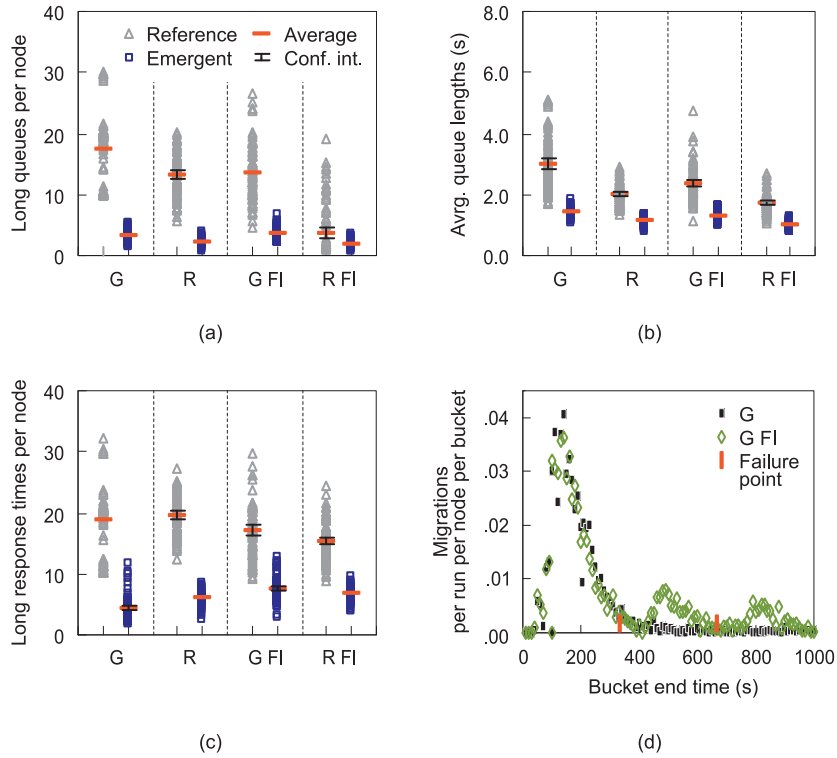 (a)
Long queues per node
40
30
20
10
0
Reference
Average
Emergent
Conf. int.
G
R
G FI
R FI
(b)
Avrg. queue lengths (s)
8.0
6.0
4.0
2.0
0.0
G
R
G FI
R FI
(c)
Long response times per node
40
30
20
10
0
G
R
G FI
R FI
(d)
Migrations
per run per node per bucket
.04
.03
.02
.01
.00
G
G FI
Failure
point
0
200
400
600
800
1000
Bucket end time (s)